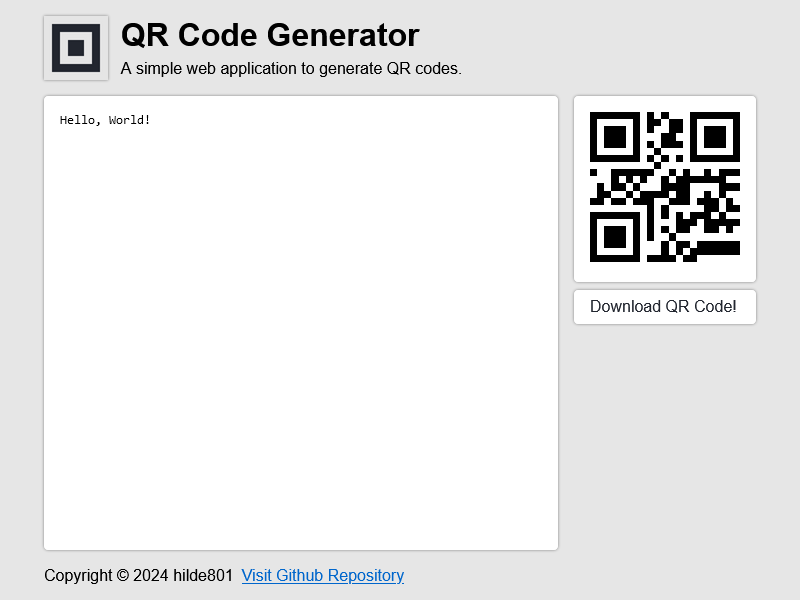 QR Code Generator
A simple web application to generate QR codes.
Hello, World!
Download QR Code!
Copyright © 2024 hilde801 Visit Github Repository